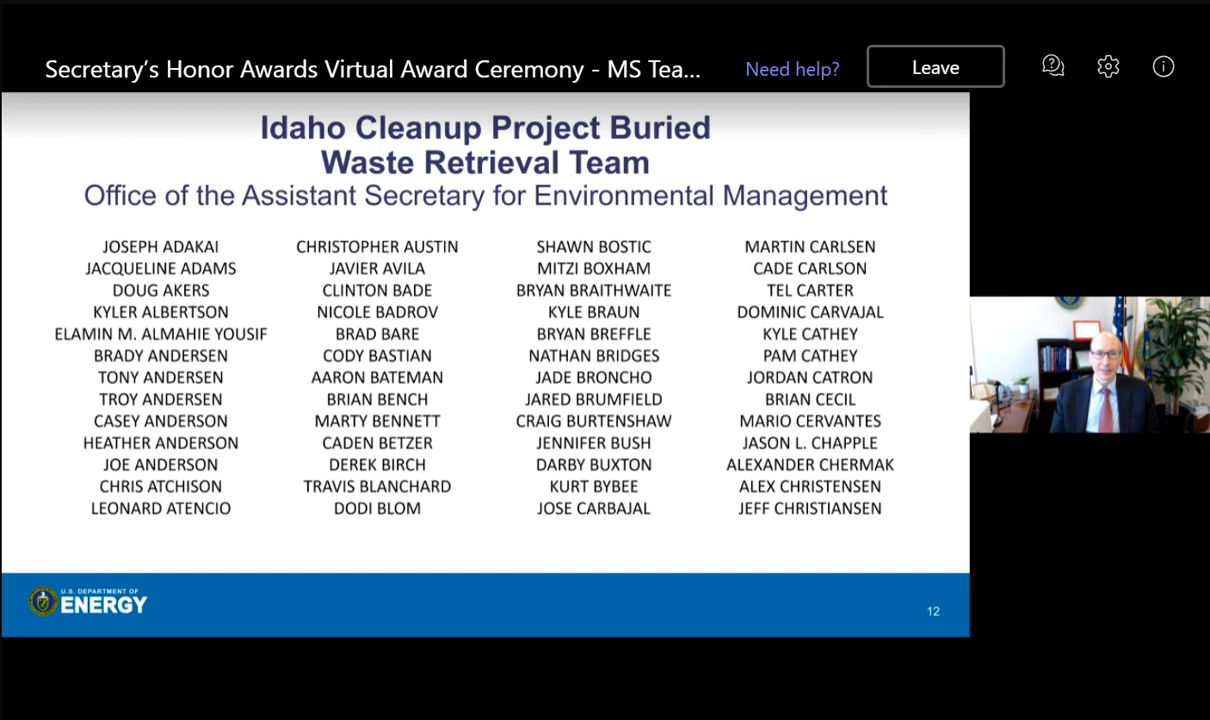 Secretary’s Honor Awards Virtual Award Ceremony - MS Tea...
Need help?
Leave
Idaho Cleanup Project Buried
Waste Retrieval Team
Office of the Assistant Secretary for Environmental Management
JOSEPH ADAKAI
JACQUELINE ADAMS
DOUG AKERS
KYLER ALBERTSON
ELAMIN M. ALMAHIE YOUSIF
BRADY ANDERSEN
TONY ANDERSEN
TROY ANDERSEN
CASEY ANDERSON
HEATHER ANDERSON
JOE ANDERSON
CHRIS ATCHISON
LEONARD ATENCIO
CHRISTOPHER AUSTIN
JAVIER AVILA
CLINTON BADE
NICOLE BADROV
BRAD BARE
CODY BASTIAN
AARON BATEMAN
BRIAN BENCH
MARTY BENNETT
CADEN BETZER
DEREK BIRCH
TRAVIS BLANCHARD
DODI BLOM
SHAWN BOSTIC
MITZI BOXHAM
BRYAN BRAITHWAITE
KYLE BRAUN
BRYAN BREFFLE
NATHAN BRIDGES
JADE BRONCHO
JARED BRUMFIELD
CRAIG BURTENSHAW
JENNIFER BUSH
DARBY BUXTON
KURT BYBEE
JOSE CARBAJAL
MARTIN CARLSEN
CADE CARLSON
TEL CARTER
DOMINIC CARVAJAL
KYLE CATHEY
PAM CATHEY
JORDAN CATRON
BRIAN CECIL
MARIO CERVANTES
JASON L. CHAPPLE
ALEXANDER CHERMAK
ALEX CHRISTENSEN
JEFF CHRISTIANSEN
U.S. DEPARTMENT OF
ENERGY
12